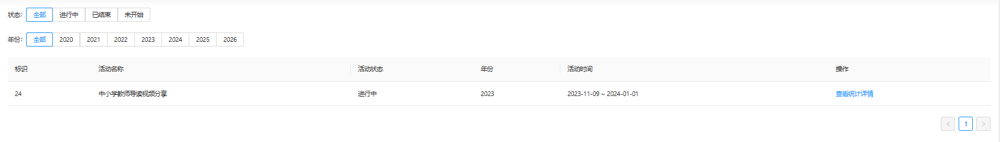 状态: 全部 进行中 已结束 未开始
年份: 全部 2020 2021 2022 2023 2024 2025 2026
标识 活动名称 活动状态 年份 活动时间 操作
24 中小学教师导读视频分享 进行中 2023 2023-11-09 ~ 2024-01-01 查看统计详情
< 1 >